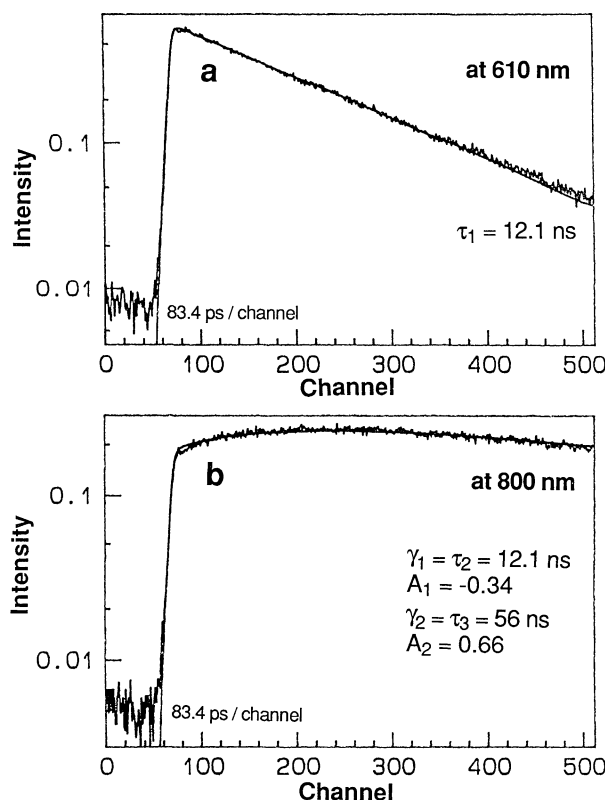 a
at 610 nm
0.1
Intensity
τ1 = 12.1 ns
0.01
83.4 ps / channel
0 100 200 300 400 500
Channel
b
at 800 nm
0.1
Intensity
γ1 = τ2 = 12.1 ns
A1 = -0.34
γ2 = τ3 = 56 ns
A2 = 0.66
0.01
83.4 ps / channel
0 100 200 300 400 500
Channel